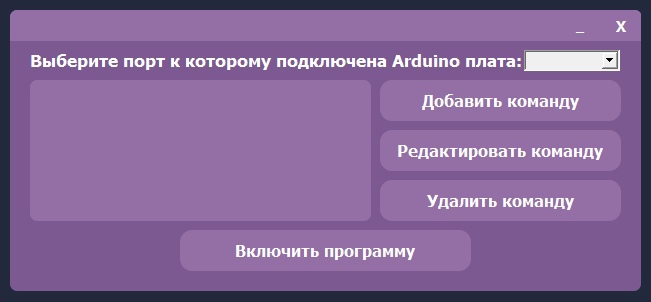 _ X
Выберите порт к которому подключена Arduino плата:
Добавить команду
Редактировать команду
Удалить команду
Включить программу